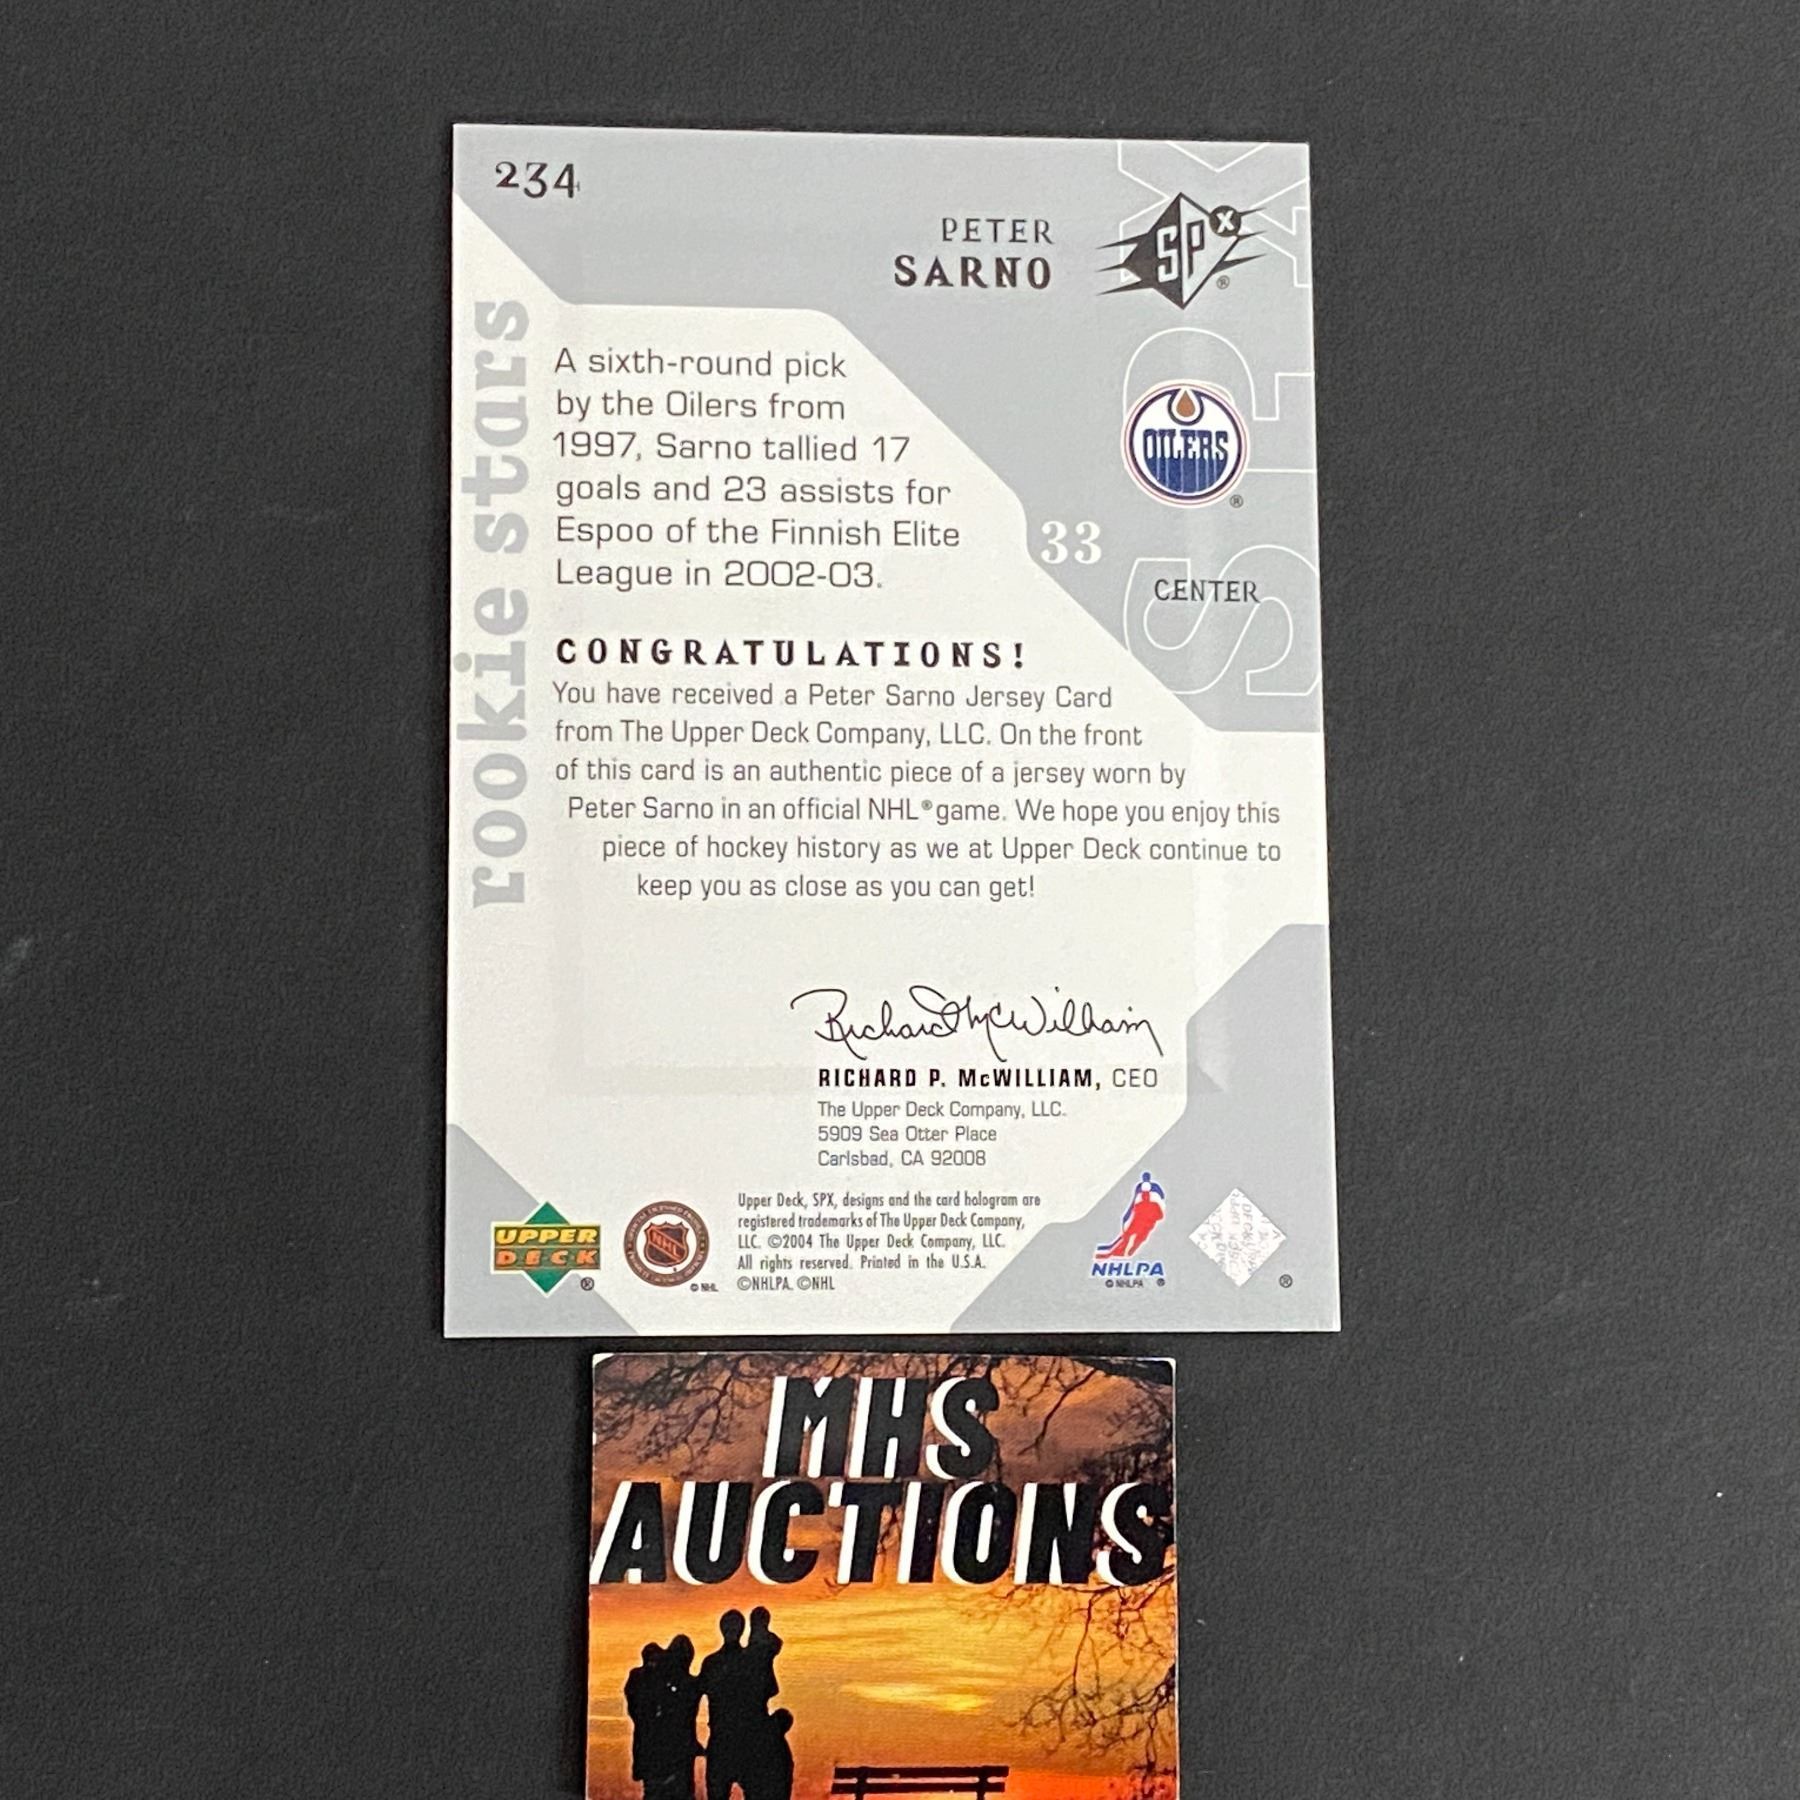 234
PETER
SARNO
SPX
®
SPX
OILERS
®
33
CENTER
rookie stars
A sixth-round pick
by the Oilers from
1997, Sarno tallied 17
goals and 23 assists for
Espoo of the Finnish Elite
League in 2002-03.
CONGRATULATIONS!
You have received a Peter Sarno Jersey Card
from The Upper Deck Company, LLC. On the front
of this card is an authentic piece of a jersey worn by
Peter Sarno in an official NHL® game. We hope you enjoy this
piece of hockey history as we at Upper Deck continue to
keep you as close as you can get!
Richard McWilliam
RICHARD P. McWILLIAM, CEO
The Upper Deck Company, LLC.
5909 Sea Otter Place
Carlsbad, CA 92008
UPPER
DECK
®
NHL
© NHL
Upper Deck, SPX, designs and the card hologram are
registered trademarks of The Upper Deck Company,
LLC. ©2004 The Upper Deck Company, LLC.
All rights reserved. Printed in the U.S.A.
©NHLPA. ©NHL
NHLPA
© NHLPA ®
®
MHS
AUCTIONS